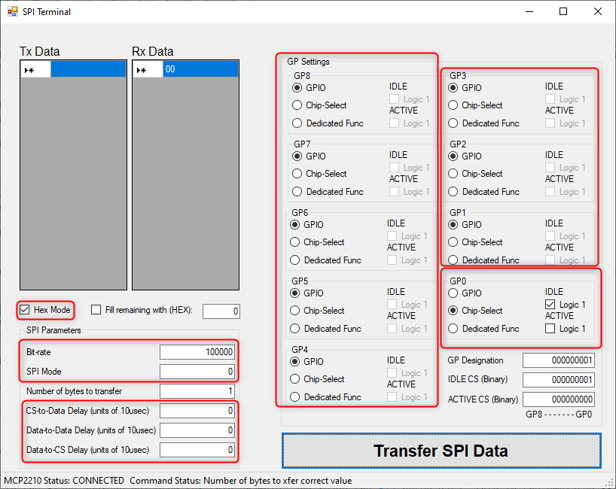 SPI Terminal
Tx Data
Rx Data
00
Hex Mode
Fill remaining with (HEX): 0
SPI Parameters
Bit-rate 100000
SPI Mode 0
Number of bytes to transfer 1
CS-to-Data Delay (units of 10usec) 0
Data-to-Data Delay (units of 10usec) 0
Data-to-CS Delay (units of 10usec) 0
GP Settings
GP8
GPIO IDLE
Logic 1
Chip-Select ACTIVE
Logic 1
Dedicated Func
GP7
GPIO IDLE
Logic 1
Chip-Select ACTIVE
Logic 1
Dedicated Func
GP6
GPIO IDLE
Logic 1
Chip-Select ACTIVE
Logic 1
Dedicated Func
GP5
GPIO IDLE
Logic 1
Chip-Select ACTIVE
Logic 1
Dedicated Func
GP4
GPIO IDLE
Logic 1
Chip-Select ACTIVE
Logic 1
Dedicated Func
GP3
GPIO IDLE
Logic 1
Chip-Select ACTIVE
Logic 1
Dedicated Func
GP2
GPIO IDLE
Logic 1
Chip-Select ACTIVE
Logic 1
Dedicated Func
GP1
GPIO IDLE
Logic 1
Chip-Select ACTIVE
Logic 1
Dedicated Func
GP0
GPIO IDLE
Logic 1
Chip-Select ACTIVE
Logic 1
Dedicated Func
GP Designation 000000001
IDLE CS (Binary) 000000001
ACTIVE CS (Binary) 000000000
GP8 - - - - - - - GP0
Transfer SPI Data
MCP2210 Status: CONNECTED Command Status: Number of bytes to xfer correct value